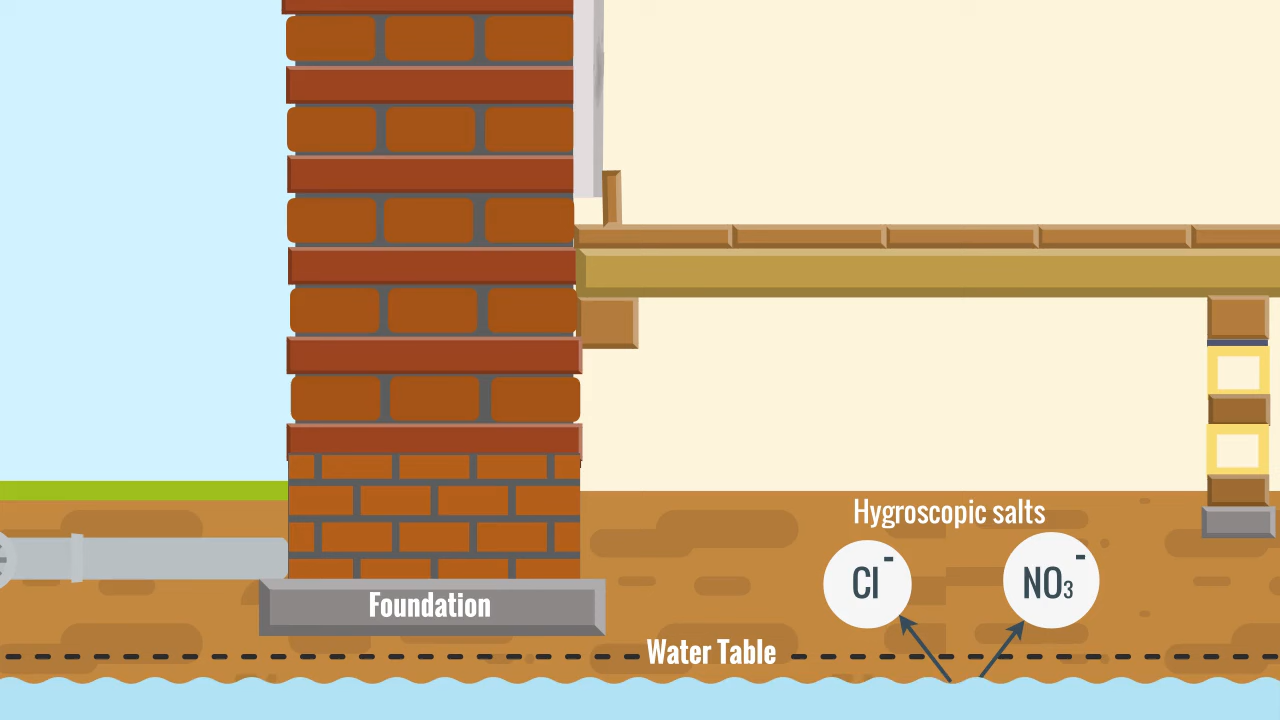 Hygroscopic salts
Cl-
NO3-
Foundation
Water Table